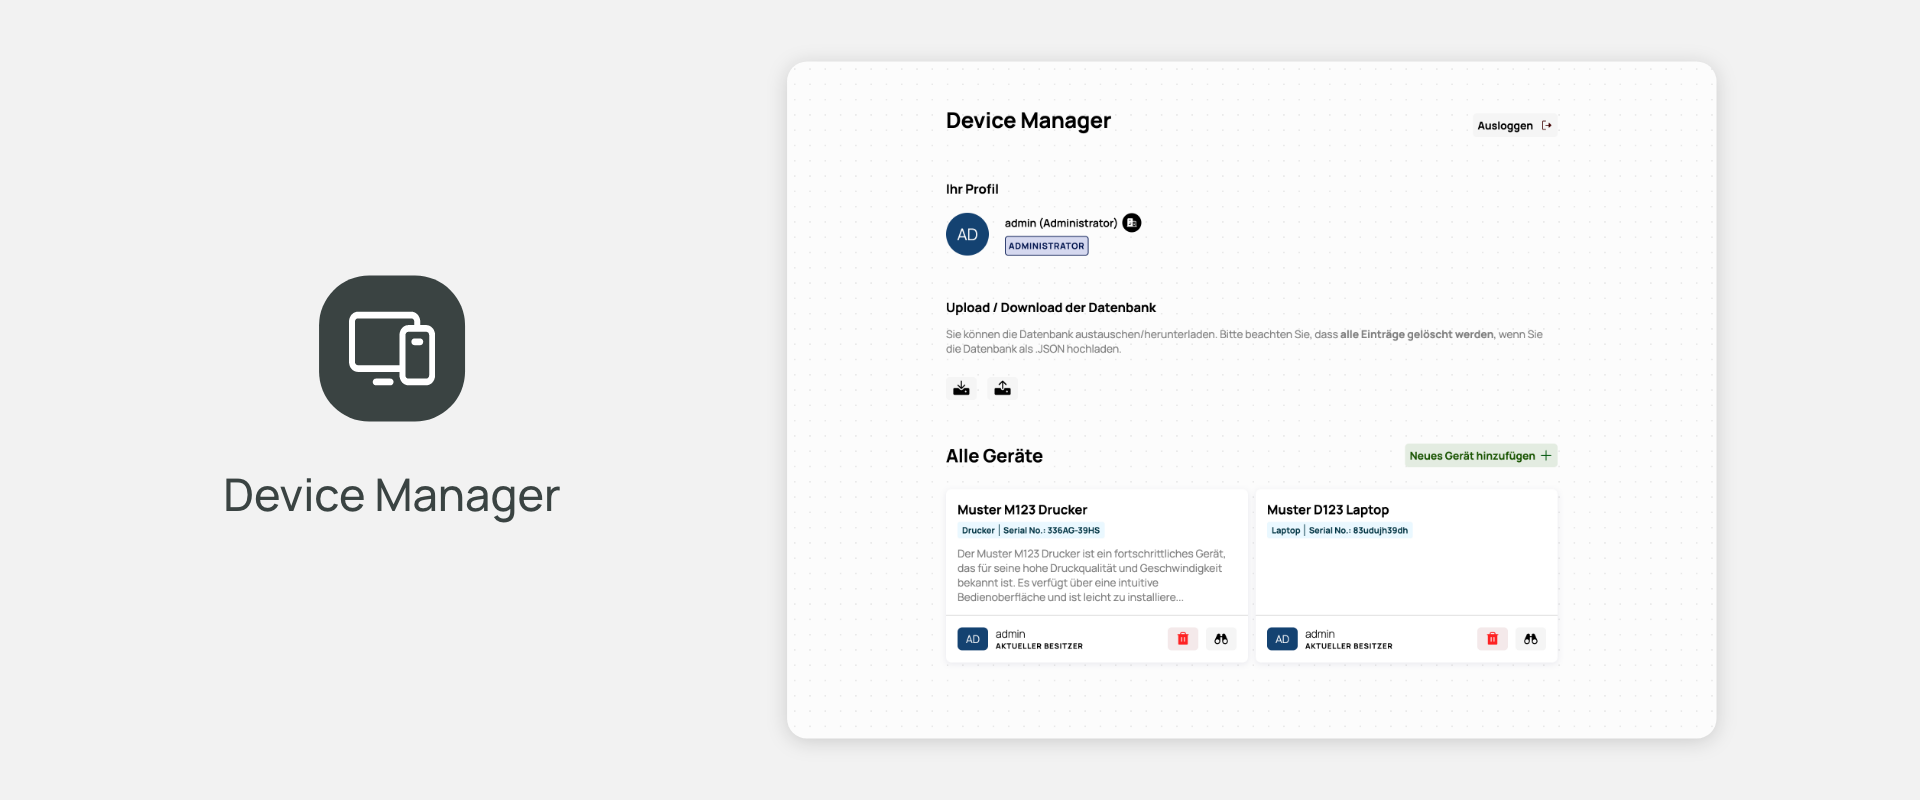 Device Manager
Device Manager
Ausloggen
Ihr Profil
AD
admin (Administrator)
ADMINISTRATOR
Upload / Download der Datenbank
Sie können die Datenbank austauschen/herunterladen. Bitte beachten Sie, dass alle Einträge gelöscht werden, wenn Sie
die Datenbank als .JSON hochladen.
Alle Geräte
Neues Gerät hinzufügen
Muster M123 Drucker
Drucker | Serial No.: 336AG-39HS
Der Muster M123 Drucker ist ein fortschrittliches Gerät,
das für seine hohe Druckqualität und Geschwindigkeit
bekannt ist. Es verfügt über eine intuitive
Bedienoberfläche und ist leicht zu installiere...
AD
admin
AKTUELLER BESITZER
Muster D123 Laptop
Laptop | Serial No.: 83udujh39dh
AD
admin
AKTUELLER BESITZER